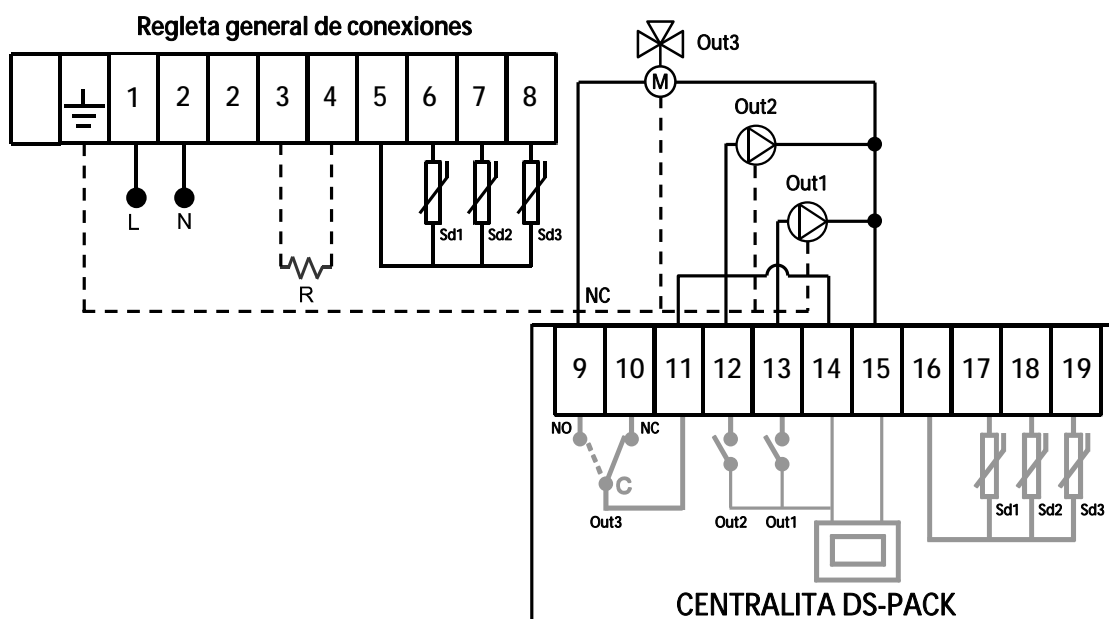 Regleta general de conexiones
Out3
M
1 2 2 3 4 5 6 7 8
Out2
Out1
L N
Sd1 Sd2 Sd3
R
NC
9 10 11 12 13 14 15 16 17 18 19
NO NC
C
Out3 Out2 Out1
Sd1 Sd2 Sd3
CENTRALITA DS-PACK